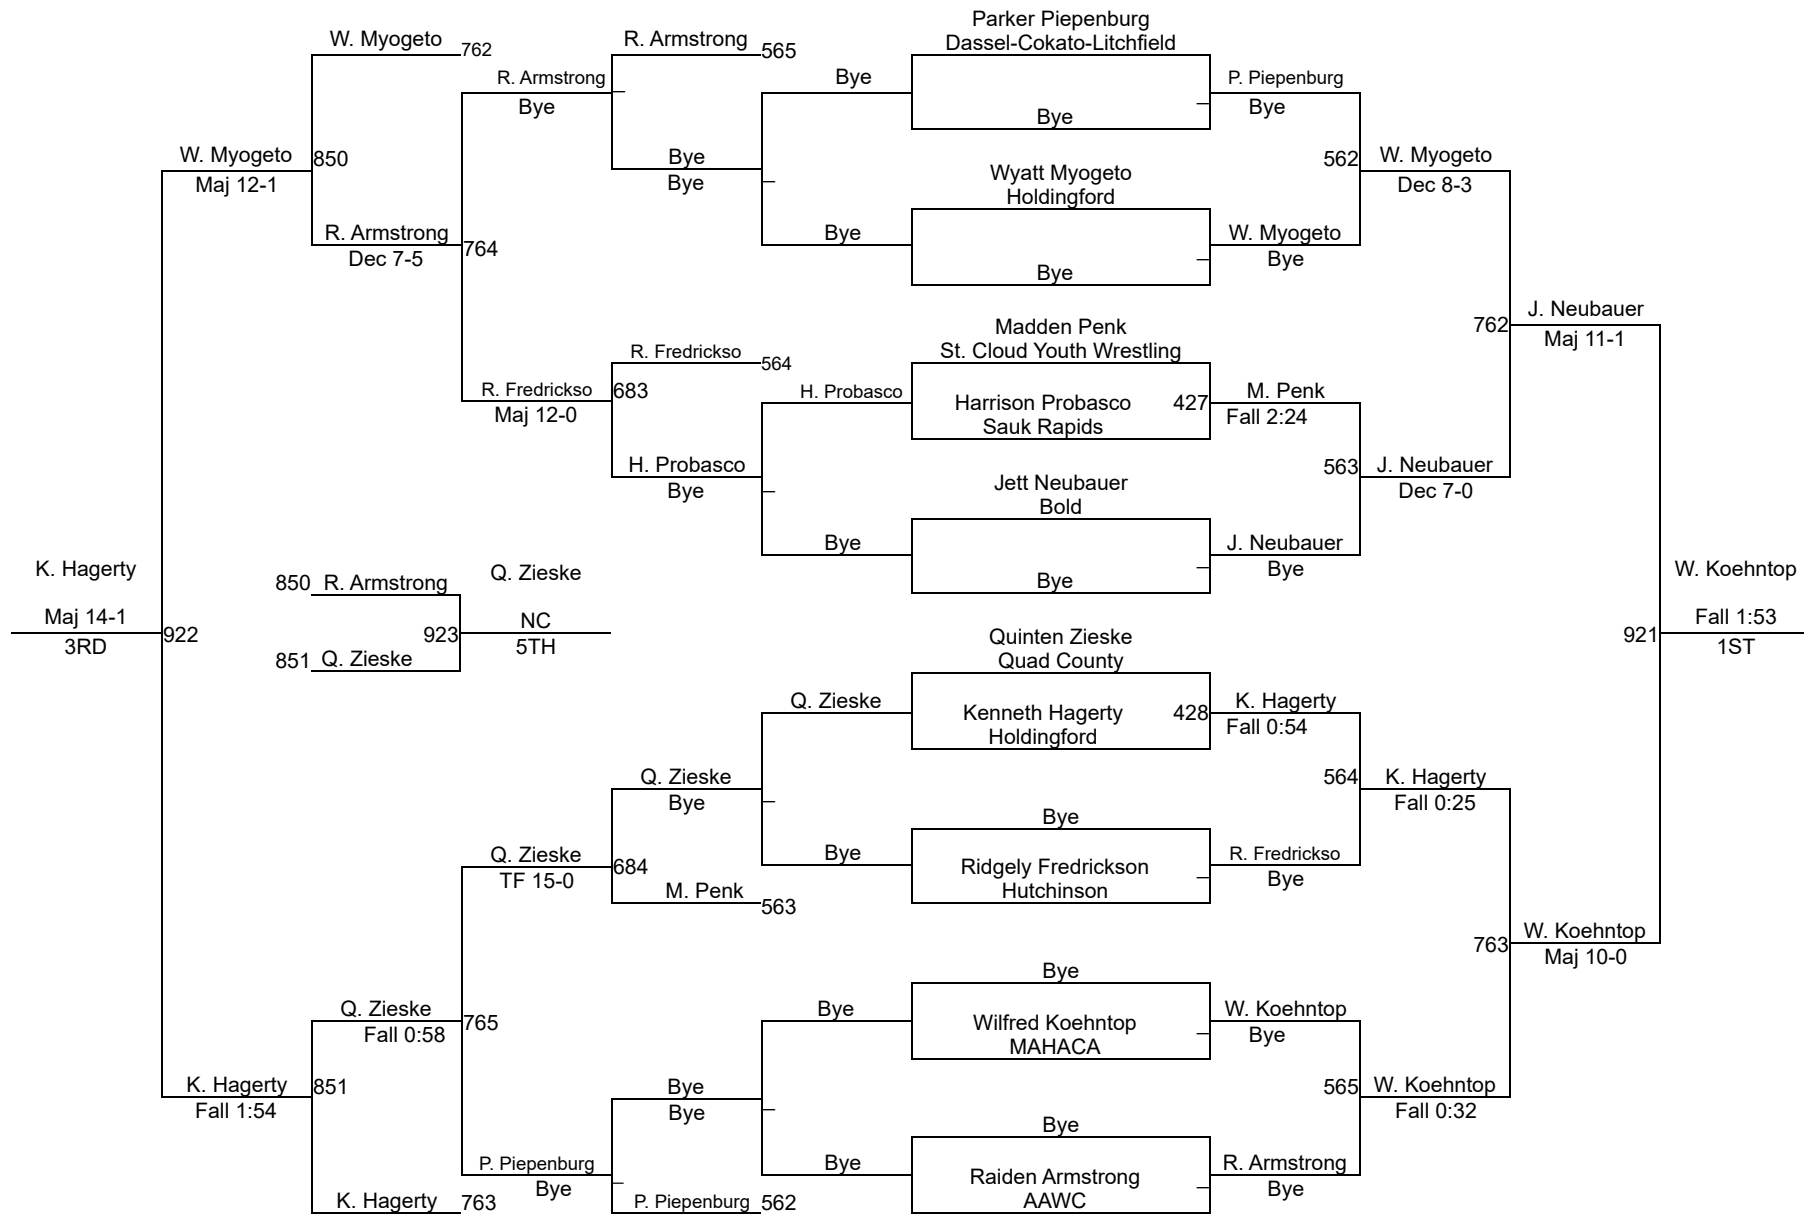 Parker Piepenburg
Dassel-Cokato-Litchfield
W. Myogeto 762
R. Armstrong 565
R. Armstrong
Bye
Bye
P. Piepenburg
Bye
Bye
W. Myogeto 850
Maj 12-1
Bye
Bye
562 W. Myogeto
Dec 8-3
Wyatt Myogeto
Holdingford
R. Armstrong 764
Dec 7-5
Bye
W. Myogeto
Bye
Bye
Madden Penk
St. Cloud Youth Wrestling
J. Neubauer
762
Maj 11-1
R. Fredrickso 564
R. Fredrickso 683
Maj 12-0
H. Probasco
Harrison Probasco 427
Sauk Rapids
M. Penk
Fall 2:24
H. Probasco
Bye
563 J. Neubauer
Dec 7-0
Jett Neubauer
Bold
Bye
J. Neubauer
Bye
Bye
K. Hagerty
Maj 14-1
3RD
922
850 R. Armstrong
923
851 Q. Zieske
Q. Zieske
NC
5TH
W. Koehntop
921
Fall 1:53
1ST
Quinten Zieske
Quad County
Q. Zieske
Kenneth Hagerty 428
Holdingford
K. Hagerty
Fall 0:54
Q. Zieske
Bye
564 K. Hagerty
Fall 0:25
Bye
Bye
Ridgely Fredrickson
Hutchinson
R. Fredrickso
Bye
Q. Zieske 684
TF 15-0
M. Penk 563
763
W. Koehntop
Maj 10-0
Bye
Q. Zieske 765
Fall 0:58
Bye
Wilfred Koehntop
MAHACA
W. Koehntop
Bye
K. Hagerty 851
Fall 1:54
Bye
Bye
565 W. Koehntop
Fall 0:32
Bye
P. Piepenburg
Bye
Bye
Raiden Armstrong
AAWC
R. Armstrong
Bye
K. Hagerty 763
P. Piepenburg 562